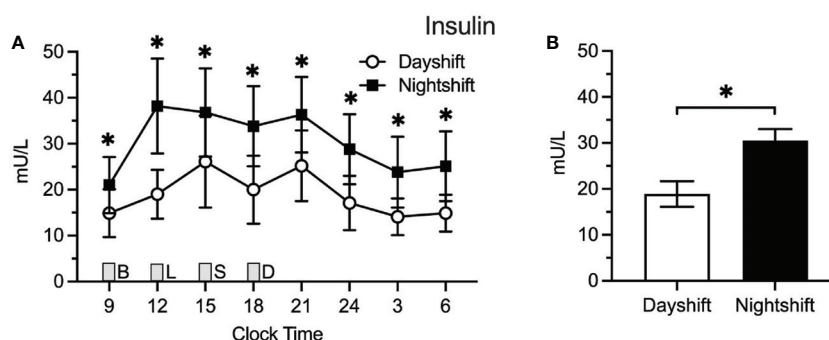 Insulin
A
50
40
30
20
10
0
mU/L
* * * * * * * *
Dayshift
Nightshift
B L S D
9 12 15 18 21 24 3 6
Clock Time
B
50
40
30
20
10
0
mU/L
*
Dayshift Nightshift